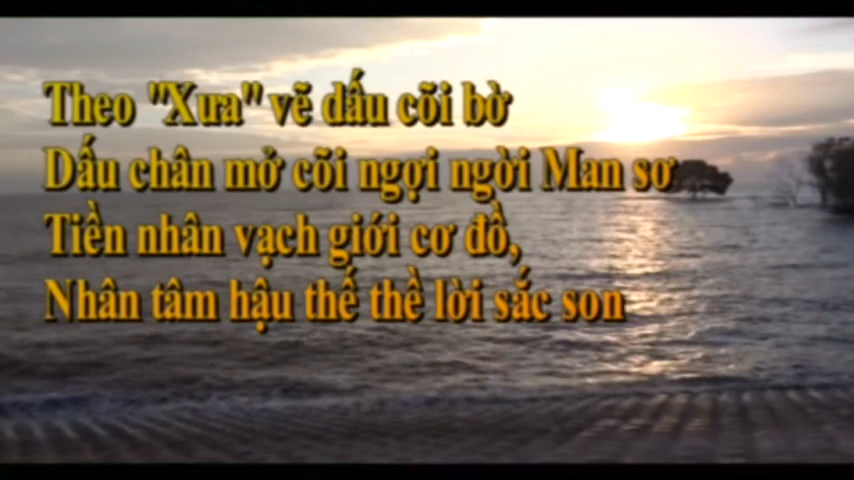 Theo "Xưa" vẽ dấu cõi bờ
Dấu chân mở cõi ngợi ngời Man sơ
Tiền nhân vạch giới cơ đồ,
Nhân tâm hậu thế thề lời sắc son